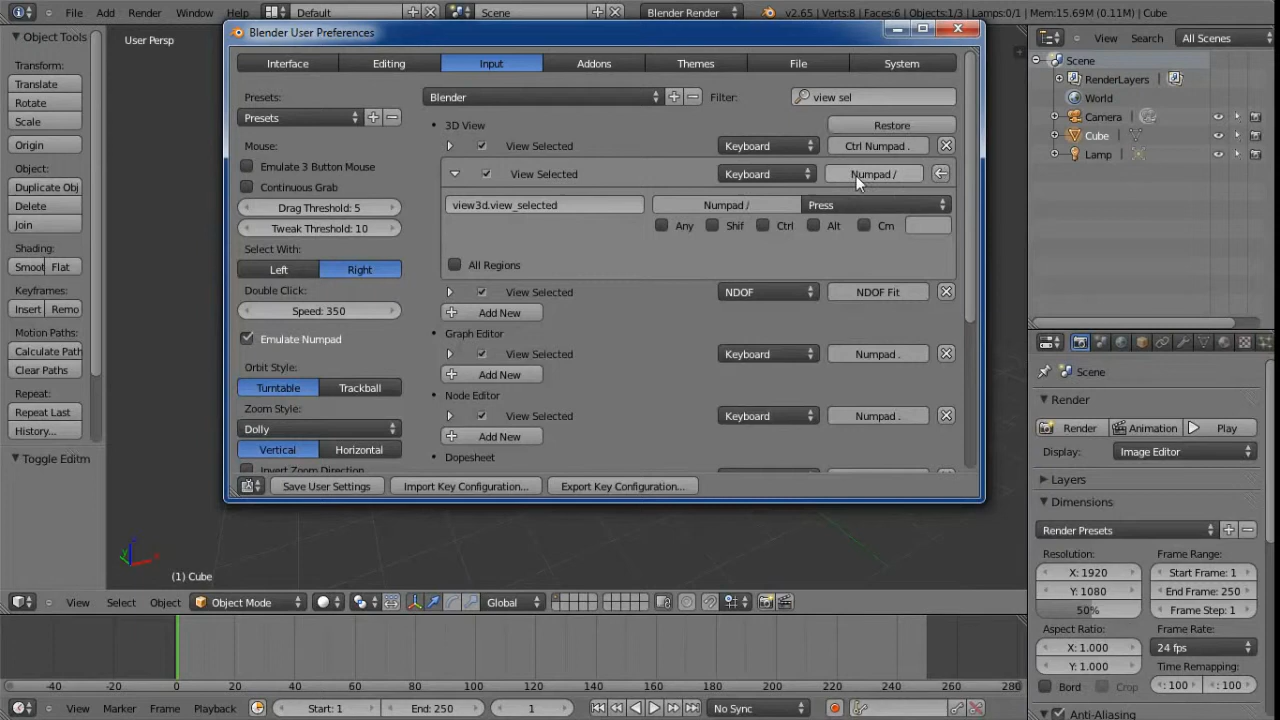 File Add Render Window Help Default Scene Blender Render v2.65 | Verts:8 | Faces:6 | Objects:1/3 | Lamps:0/1 | Mem:15.69M (0.11M) | Cube
Object Tools
Transform:
Translate
Rotate
Scale
Origin
Object:
Duplicate Obj
Delete
Join
Shading:
Smoot Flat
Keyframes:
Insert Remo
Motion Paths:
Calculate Path
Clear Paths
Repeat:
Repeat Last
History...
Toggle Editm
User Persp
Blender User Preferences
Interface Editing Input Addons Themes File System
Presets:
Presets
Mouse:
Emulate 3 Button Mouse
Continuous Grab
Drag Threshold: 5
Tweak Threshold: 10
Select With:
Left Right
Double Click:
Speed: 350
Emulate Numpad
Orbit Style:
Turntable Trackball
Zoom Style:
Dolly
Vertical Horizontal
Invert Zoom Direction
Blender Filter: view sel
3D View Restore
View Selected Keyboard Ctrl Numpad .
View Selected Keyboard Numpad /
view3d.view_selected Numpad / Press
Any Shif Ctrl Alt Cm
All Regions
View Selected NDOF NDOF Fit
Add New
Graph Editor
View Selected Keyboard Numpad .
Add New
Node Editor
View Selected Keyboard Numpad .
Add New
Dopesheet
Save User Settings Import Key Configuration... Export Key Configuration...
(1) Cube
View Select Object Object Mode Global
-40 -20 0 20 40 60 80 100 120 140 160 180 200 220 240 260 280
View Marker Frame Playback Start: 1 End: 250 1 No Sync
View Search All Scenes
Scene
RenderLayers
World
Camera
Cube
Lamp
Scene
Render
Render Animation Play
Display: Image Editor
Layers
Dimensions
Render Presets
Resolution: Frame Range:
X: 1920 Start Frame: 1
Y: 1080 End Frame: 250
50% Frame Step: 1
Aspect Ratio: Frame Rate:
X: 1.000 24 fps
Y: 1.000 Time Remapping:
Bord Crop : 100 : 100
Anti-Aliasing